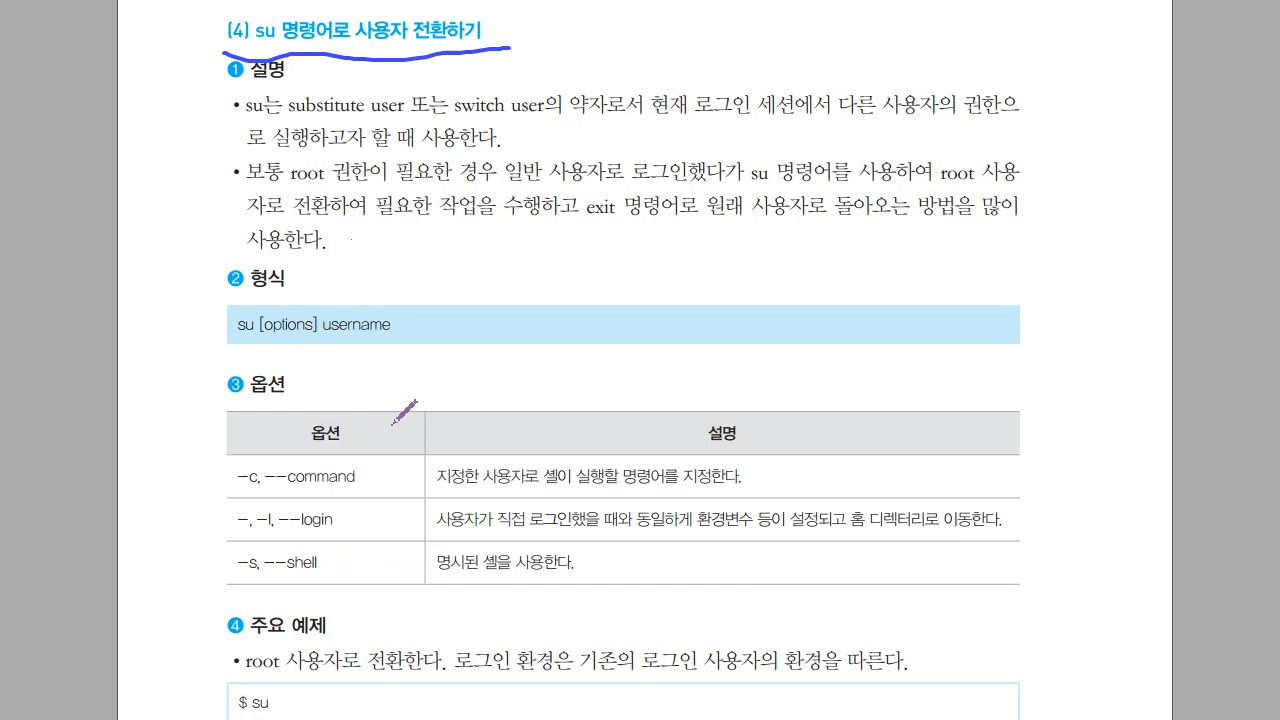 (4) su 명령어로 사용자 전환하기
❶ 설명
• su는 substitute user 또는 switch user의 약자로서 현재 로그인 세션에서 다른 사용자의 권한으
로 실행하고자 할 때 사용한다.
• 보통 root 권한이 필요한 경우 일반 사용자로 로그인했다가 su 명령어를 사용하여 root 사용
자로 전환하여 필요한 작업을 수행하고 exit 명령어로 원래 사용자로 돌아오는 방법을 많이
사용한다.
❷ 형식
su [options] username
❸ 옵션
옵션 설명
-c, --command 지정한 사용자로 셸이 실행할 명령어를 지정한다.
-, -l, --login 사용자가 직접 로그인했을 때와 동일하게 환경변수 등이 설정되고 홈 디렉터리로 이동한다.
-s, --shell 명시된 셸을 사용한다.
❹ 주요 예제
• root 사용자로 전환한다. 로그인 환경은 기존의 로그인 사용자의 환경을 따른다.
$ su